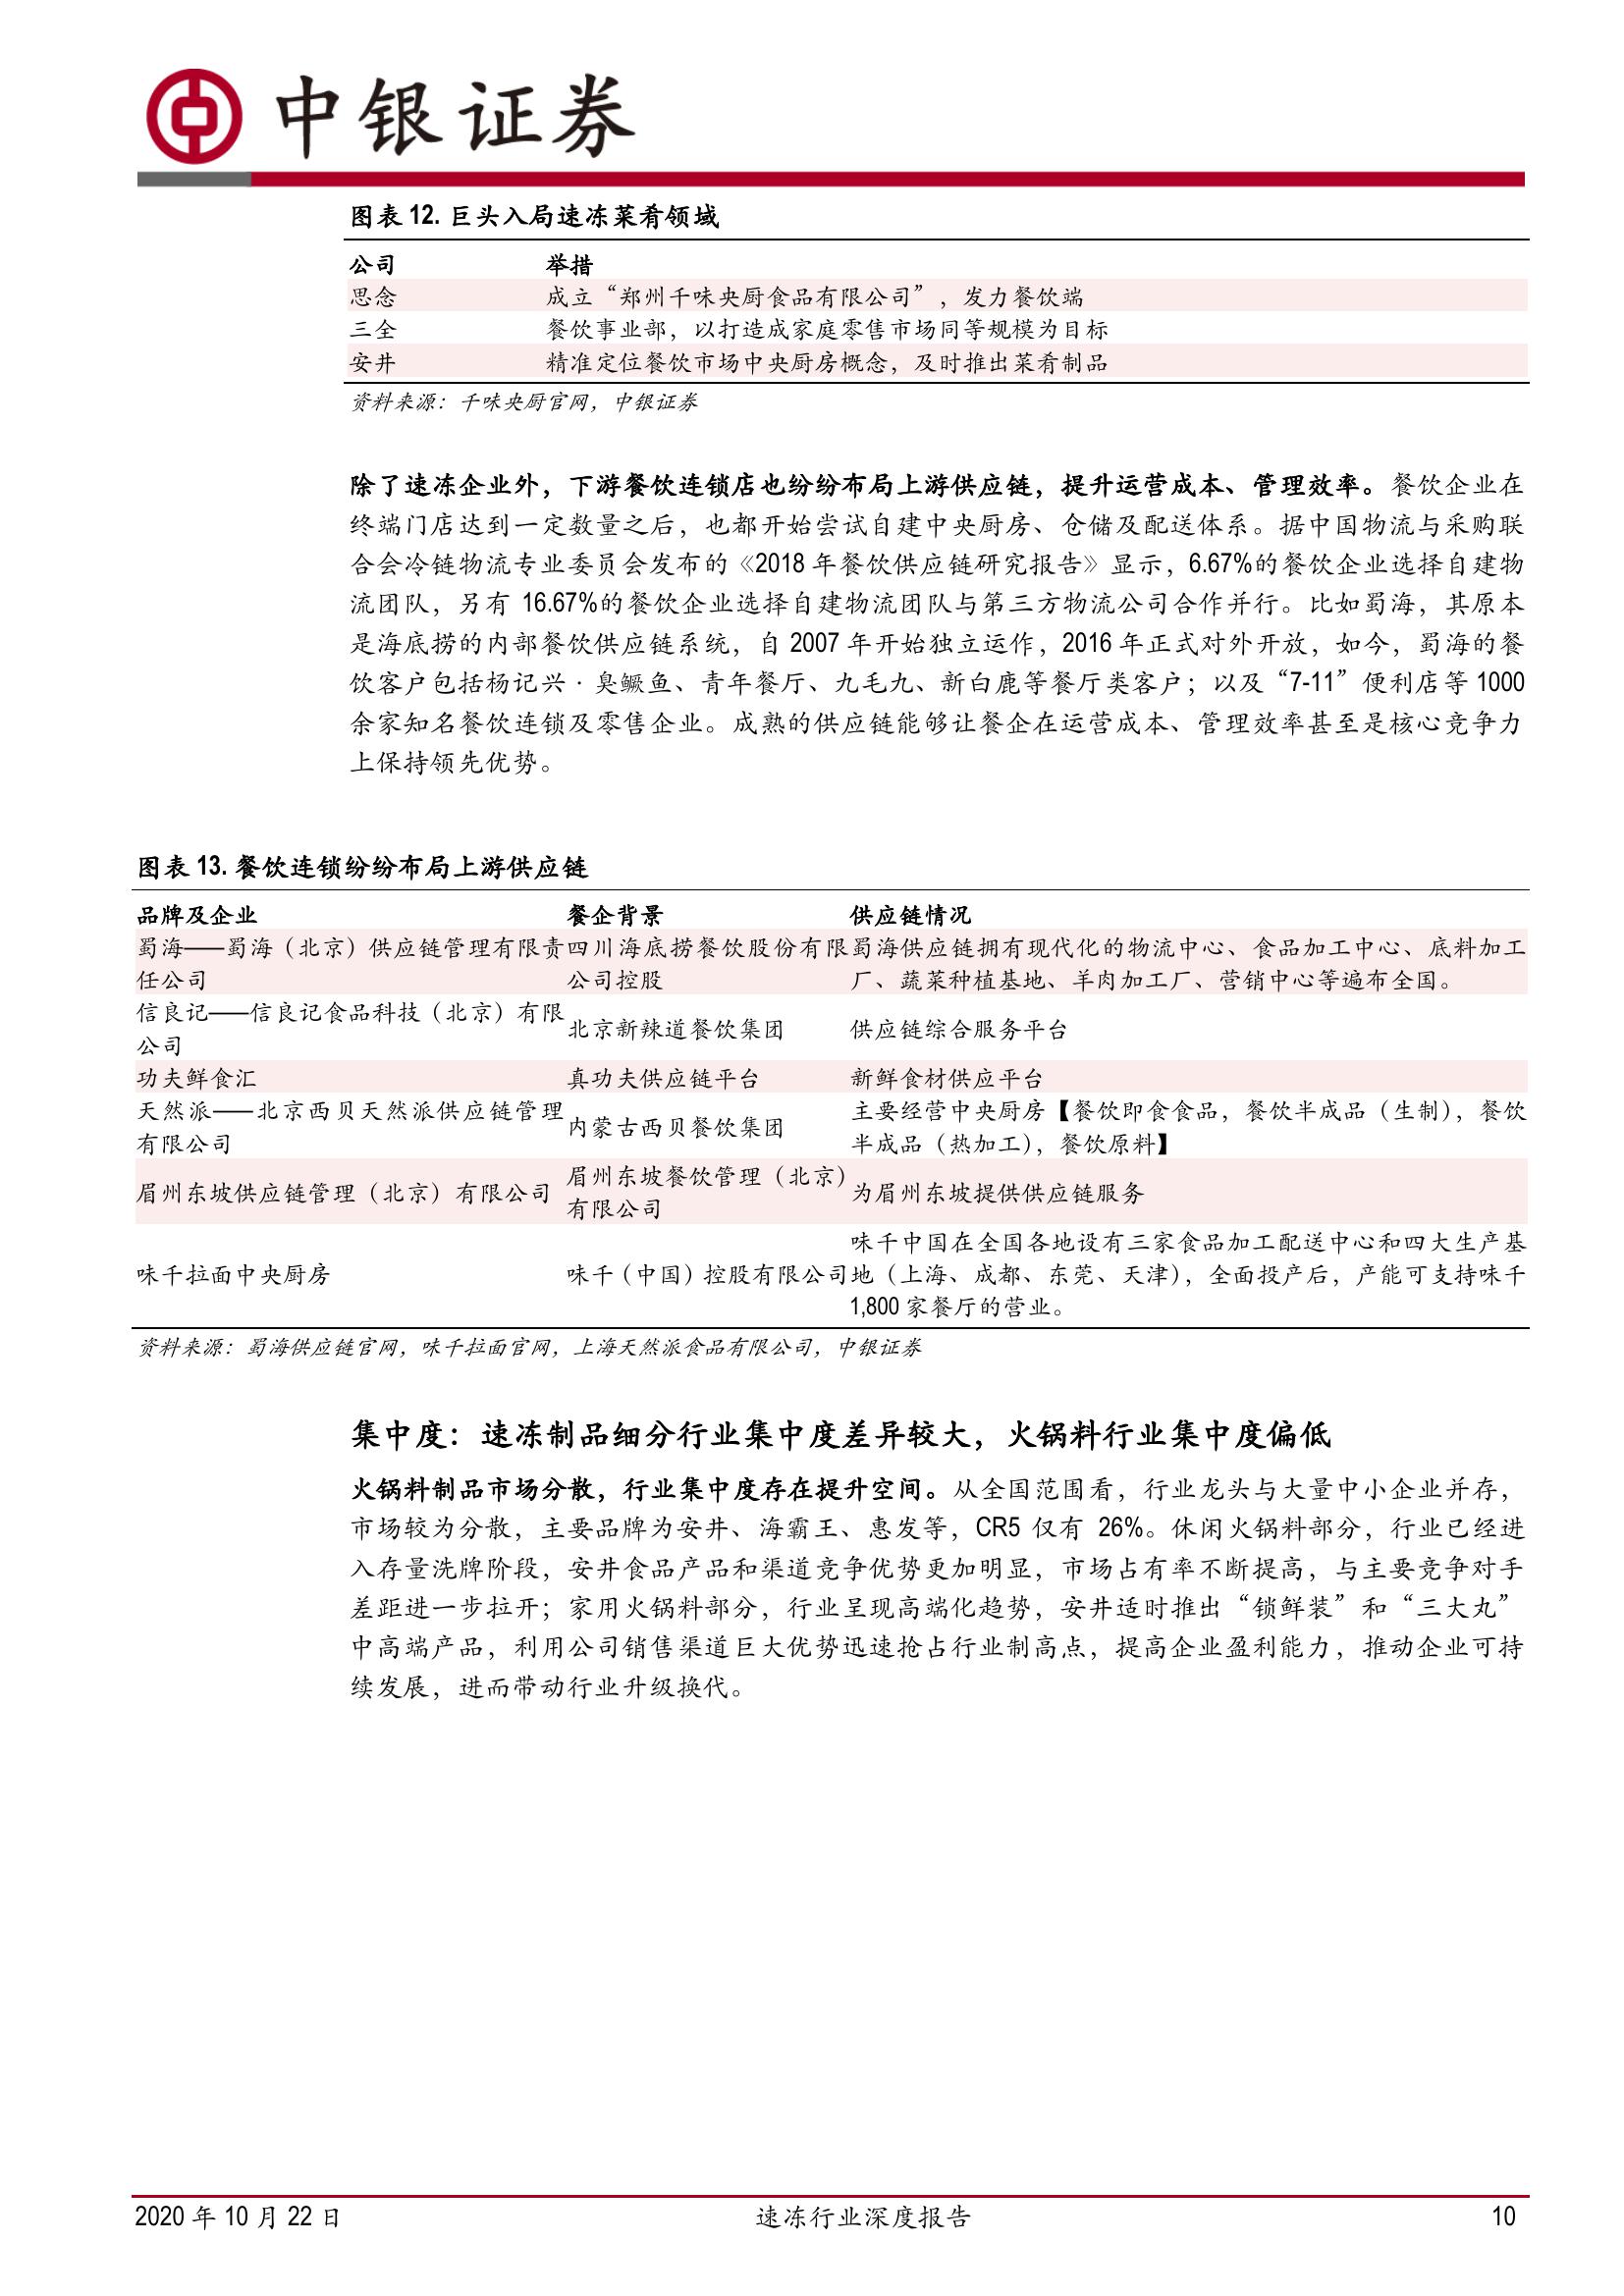 中银证券
图表 12. 巨头入局速冻菜肴领域
公司 举措
思念 成立“郑州千味央厨食品有限公司”，发力餐饮端
三全 餐饮事业部，以打造成家庭零售市场同等规模为目标
安井 精准定位餐饮市场中央厨房概念，及时推出菜肴制品
资料来源：千味央厨官网，中银证券
除了速冻企业外，下游餐饮连锁店也纷纷布局上游供应链，提升运营成本、管理效率。餐饮企业在
终端门店达到一定数量之后，也都开始尝试自建中央厨房、仓储及配送体系。据中国物流与采购联
合会冷链物流专业委员会发布的《2018 年餐饮供应链研究报告》显示，6.67%的餐饮企业选择自建物
流团队，另有 16.67%的餐饮企业选择自建物流团队与第三方物流公司合作并行。比如蜀海，其原本
是海底捞的内部餐饮供应链系统，自 2007 年开始独立运作，2016 年正式对外开放，如今，蜀海的餐
饮客户包括杨记兴·臭鳜鱼、青年餐厅、九毛九、新白鹿等餐厅类客户；以及“7-11”便利店等 1000
余家知名餐饮连锁及零售企业。成熟的供应链能够让餐企在运营成本、管理效率甚至是核心竞争力
上保持领先优势。
图表 13. 餐饮连锁纷纷布局上游供应链
品牌及企业 餐企背景 供应链情况
蜀海——蜀海（北京）供应链管理有限责 四川海底捞餐饮股份有限 蜀海供应链拥有现代化的物流中心、食品加工中心、底料加工
任公司 公司控股 厂、蔬菜种植基地、羊肉加工厂、营销中心等遍布全国。
信良记——信良记食品科技（北京）有限
公司 北京新辣道餐饮集团 供应链综合服务平台
功夫鲜食汇 真功夫供应链平台 新鲜食材供应平台
天然派——北京西贝天然派供应链管理 内蒙古西贝餐饮集团 主要经营中央厨房【餐饮即食食品，餐饮半成品（生制），餐饮
有限公司 半成品（热加工），餐饮原料】
眉州东坡供应链管理（北京）有限公司 眉州东坡餐饮管理（北京） 为眉州东坡提供供应链服务
有限公司
味千中国在全国各地设有三家食品加工配送中心和四大生产基
味千拉面中央厨房 味千（中国）控股有限公司 地（上海、成都、东莞、天津），全面投产后，产能可支持味千
1,800 家餐厅的营业。
资料来源：蜀海供应链官网，味千拉面官网，上海天然派食品有限公司，中银证券
集中度：速冻制品细分行业集中度差异较大，火锅料行业集中度偏低
火锅料制品市场分散，行业集中度存在提升空间。从全国范围看，行业龙头与大量中小企业并存，
市场较为分散，主要品牌为安井、海霸王、惠发等，CR5 仅有 26%。休闲火锅料部分，行业已经进
入存量洗牌阶段，安井食品产品和渠道竞争优势更加明显，市场占有率不断提高，与主要竞争对手
差距进一步拉开；家用火锅料部分，行业呈现高端化趋势，安井适时推出“锁鲜装”和“三大丸”
中高端产品，利用公司销售渠道巨大优势迅速抢占行业制高点，提高企业盈利能力，推动企业可持
续发展，进而带动行业升级换代。
2020 年 10 月 22 日 速冻行业深度报告 10